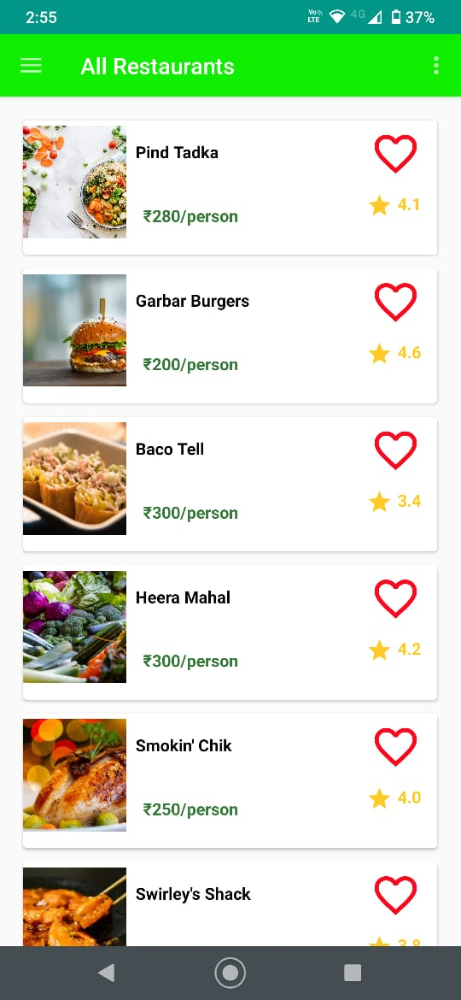 2:55
Vo
LTE
4G
37%
All Restaurants
Pind Tadka
₹280/person
4.1
Garbar Burgers
₹200/person
4.6
Baco Tell
₹300/person
3.4
Heera Mahal
₹300/person
4.2
Smokin' Chik
₹250/person
4.0
Swirley's Shack
3.8